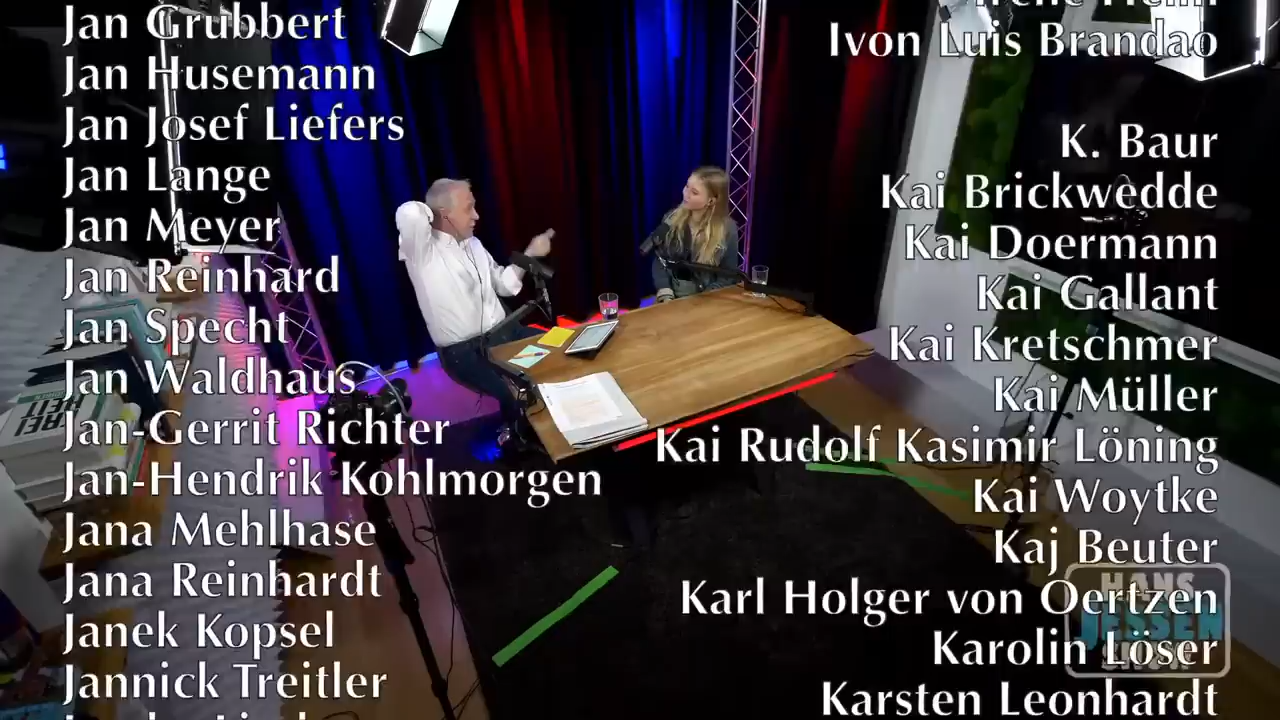 Jan Grubbert
Jan Husemann
Jan Josef Liefers
Jan Lange
Jan Meyer
Jan Reinhard
Jan Specht
Jan Waldhaus
Jan-Gerrit Richter
Jan-Hendrik Kohlmorgen
Jana Mehlhase
Jana Reinhardt
Janek Kopsel
Jannick Treitler
Ivon Luis Brandao
K. Baur
Kai Brickwedde
Kai Doermann
Kai Gallant
Kai Kretschmer
Kai Müller
Kai Rudolf Kasimir Löning
Kai Woytke
Kaj Beuter
Karl Holger von Oertzen
Karolin Löser
Karsten Leonhardt
HANS
JESSEN
SHOW